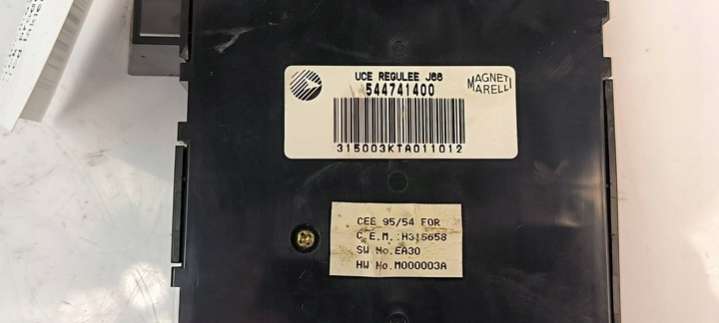 UCE REGULEE J66
544741400
MAGNETI
MARELLI
315003KTA011012
CEE 95/54 FOR
C.E.M. :H315658
SW No.EA30
HW No.M000003A